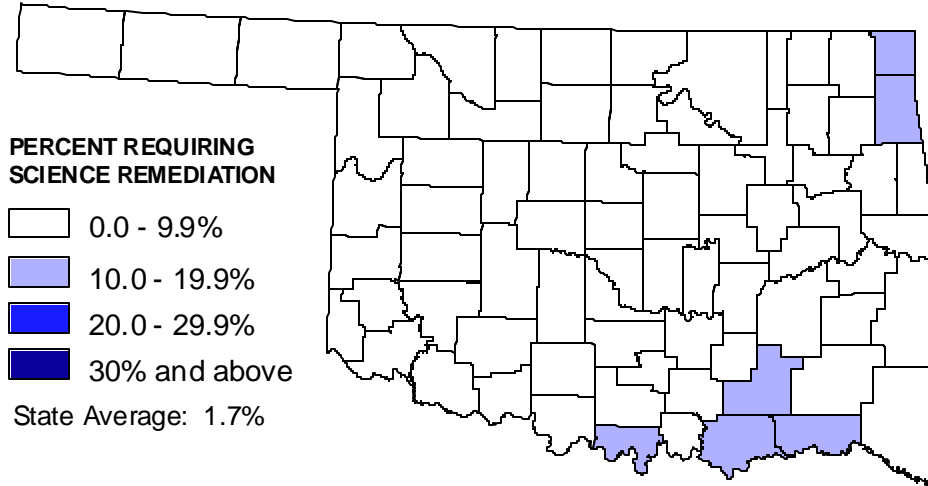 PERCENT REQUIRING
SCIENCE REMEDIATION
0.0 - 9.9%
10.0 - 19.9%
20.0 - 29.9%
30% and above
State Average: 1.7%